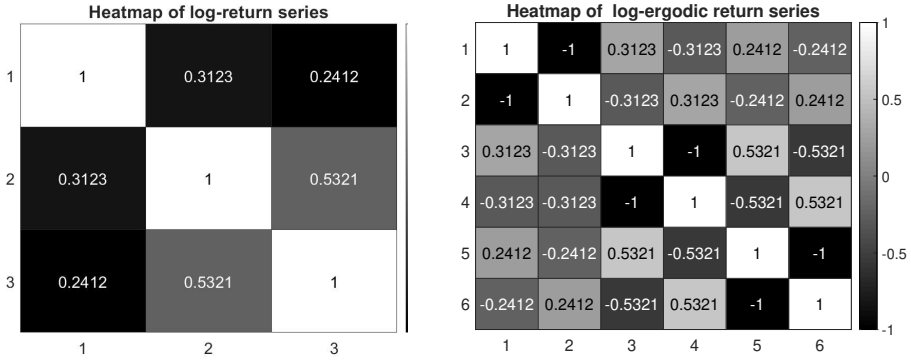 Heatmap of log-return series
1 1 0.3123 0.2412
2 0.3123 1 0.5321
3 0.2412 0.5321 1
1 2 3
Heatmap of log-ergodic return series
1 1 -1 0.3123 -0.3123 0.2412 -0.2412
2 -1 1 -0.3123 0.3123 -0.2412 0.2412
3 0.3123 -0.3123 1 -1 0.5321 -0.5321
4 -0.3123 -0.3123 -1 1 -0.5321 0.5321
5 0.2412 -0.2412 0.5321 -0.5321 1 -1
6 -0.2412 0.2412 -0.5321 0.5321 -1 1
1 2 3 4 5 6
1
0.5
0
-0.5
-1